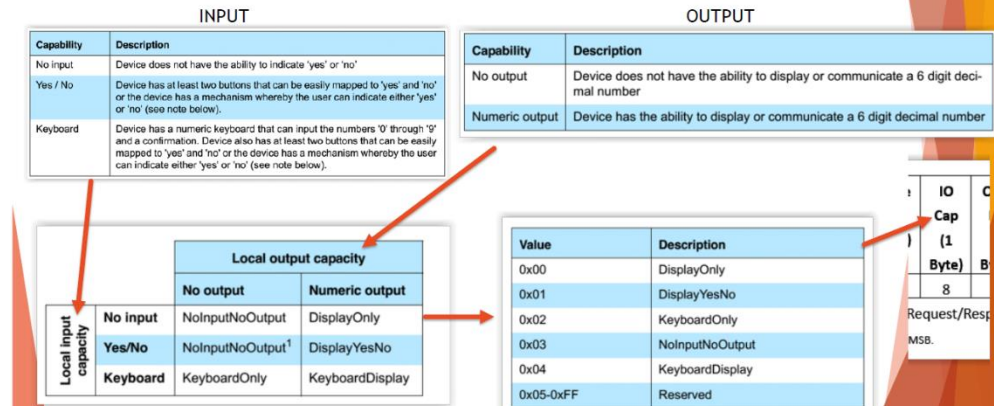 INPUT
Capability Description
No input Device does not have the ability to indicate 'yes' or 'no'
Yes / No Device has at least two buttons that can be easily mapped to 'yes' and 'no'
or the device has a mechanism whereby the user can indicate either 'yes'
or 'no' (see note below).
Keyboard Device has a numeric keyboard that can input the numbers '0' through '9'
and a confirmation. Device also has at least two buttons that can be easily
mapped to 'yes' and 'no' or the device has a mechanism whereby the user
can indicate either 'yes' or 'no' (see note below).
OUTPUT
Capability Description
No output Device does not have the ability to display or communicate a 6 digit deci-
mal number
Numeric output Device has the ability to display or communicate a 6 digit decimal number
Local output capacity
No output Numeric output
Local input
capacity
No input NoInputNoOutput DisplayOnly
Yes/No NoInputNoOutput1 DisplayYesNo
Keyboard KeyboardOnly KeyboardDisplay
Value Description
0x00 DisplayOnly
0x01 DisplayYesNo
0x02 KeyboardOnly
0x03 NoInputNoOutput
0x04 KeyboardDisplay
0x05-0xFF Reserved
IO
Cap
(1
Byte)
8
Request/Resp
MSB.